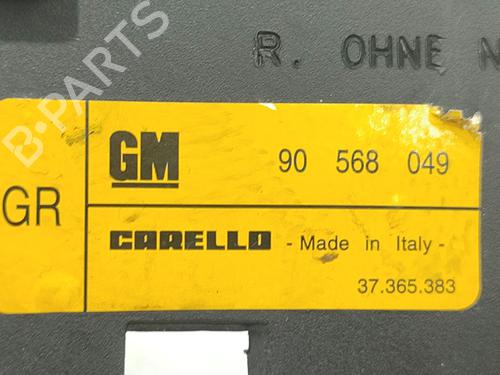 B-PARTS
R. OHNE N
GR
GM 90 568 049
CARELLO - Made in Italy -
37.365.383